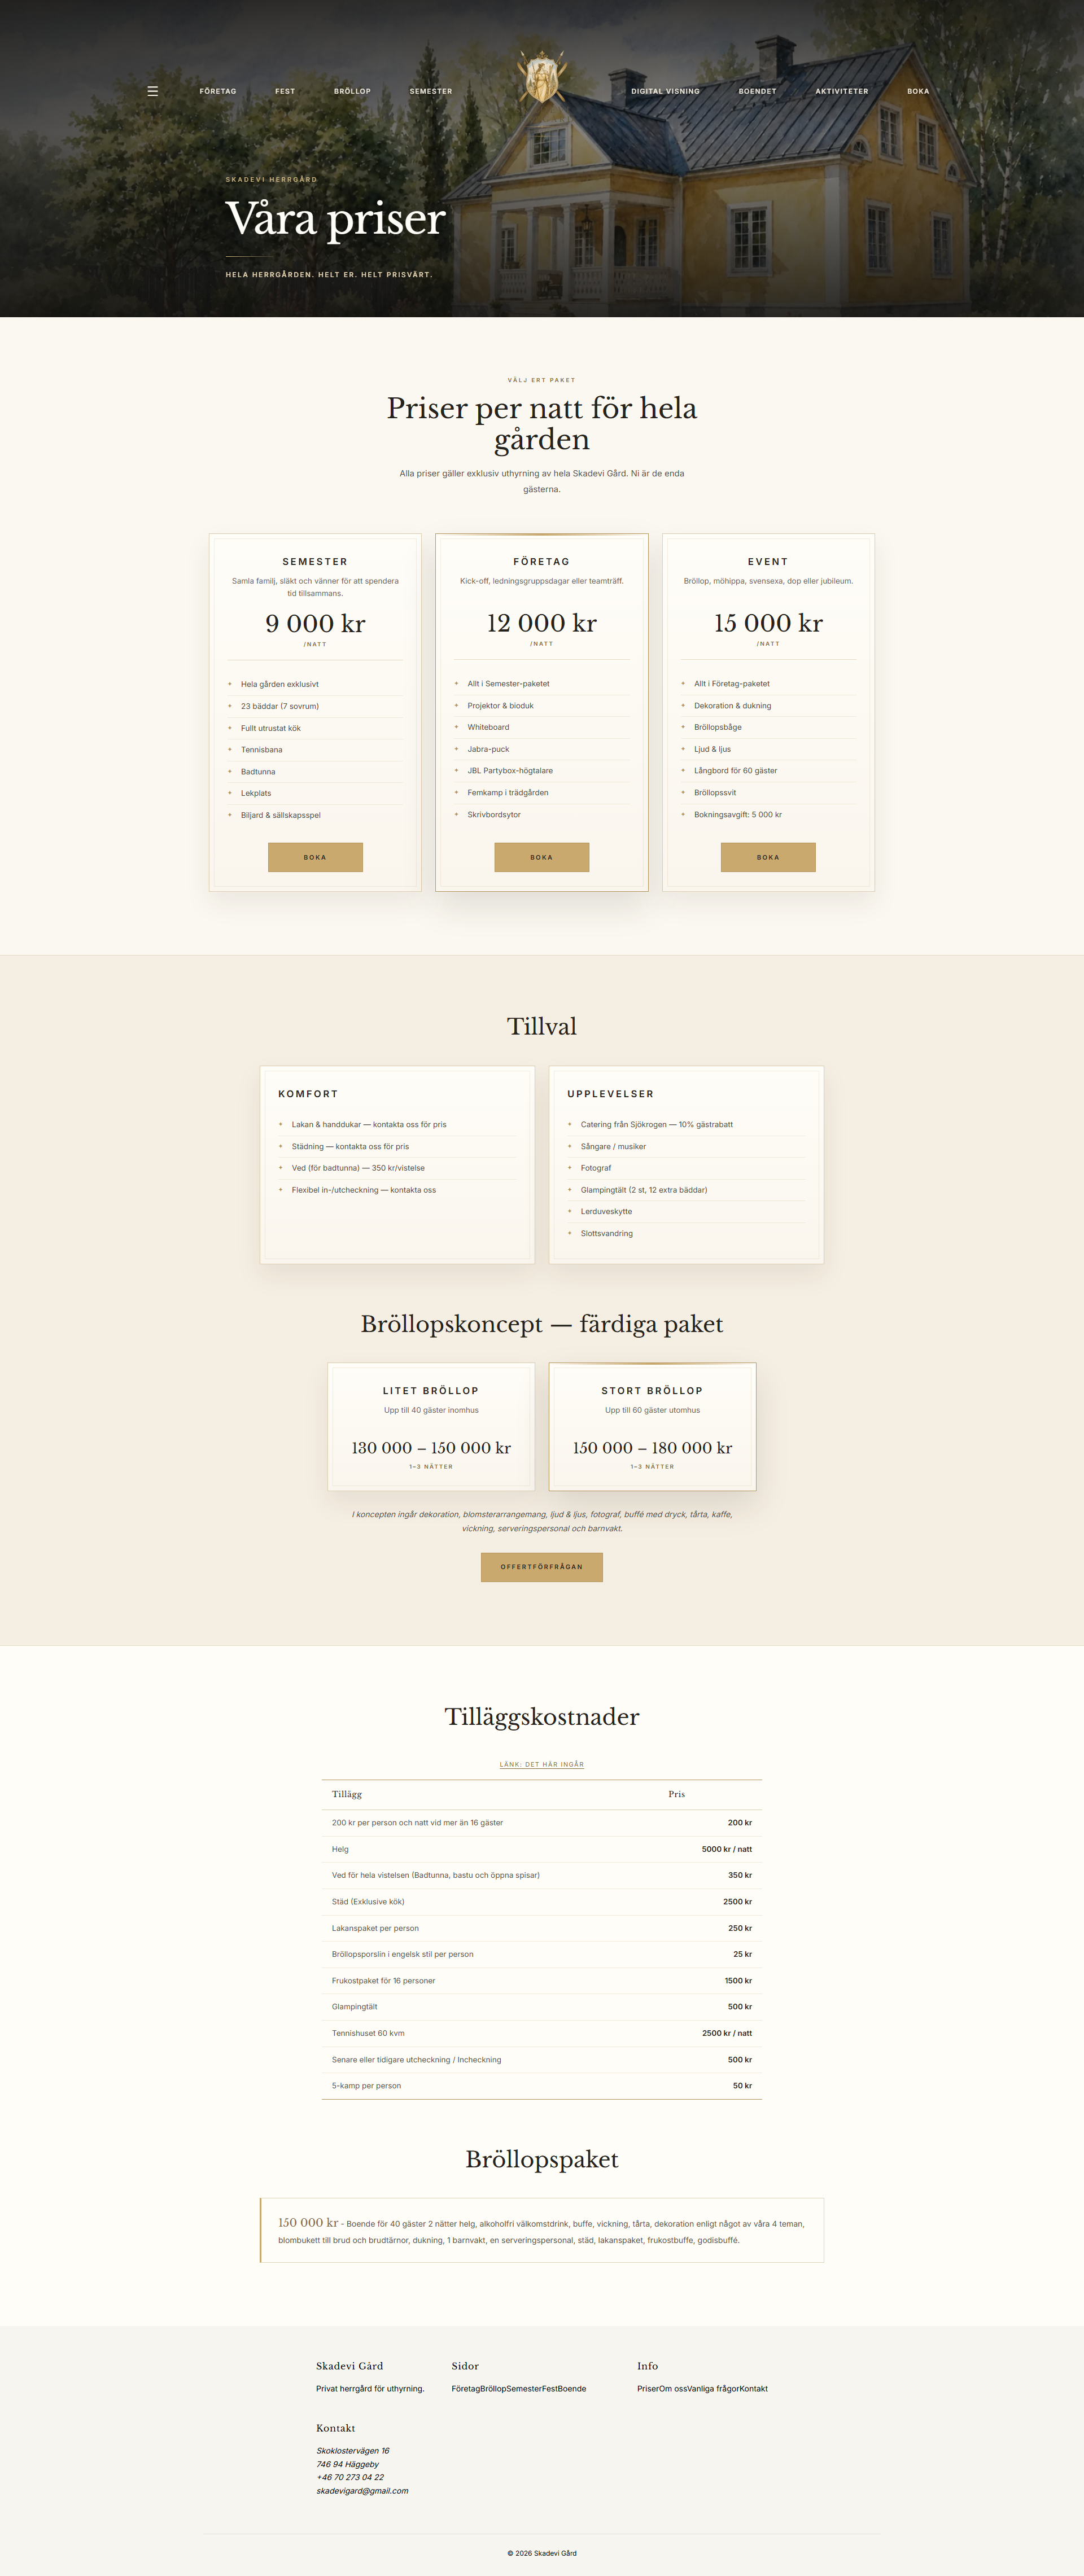 FÖRETAG
FEST
BRÖLLOP
SEMESTER
DIGITAL VISNING
BOENDET
AKTIVITETER
BOKA
SKADEVI HERRGÅRD
Våra priser
HELA HERRGÅRDEN. HELT ER. HELT PRISVÄRT.
VÄLJ ERT PAKET
Priser per natt för hela
gården
Alla priser gäller exklusiv uthyrning av hela Skadevi Gård. Ni är de enda
gästerna.
SEMESTER
Samla familj, släkt och vänner för att spendera
tid tillsammans.
9 000 kr
/NATT
Hela gården exklusivt
23 bäddar (7 sovrum)
Fullt utrustat kök
Tennisbana
Badtunna
Lekplats
Biljard & sällskapsspel
BOKA
FÖRETAG
Kick-off, ledningsgruppsdagar eller teamträff.
12 000 kr
/NATT
Allt i Semester-paketet
Projektor & bioduk
Whiteboard
Jabra-puck
JBL Partybox-högtalare
Femkamp i trädgården
Skrivbordsytor
BOKA
EVENT
Bröllop, möhippa, svensexa, dop eller jubileum.
15 000 kr
/NATT
Allt i Företag-paketet
Dekoration & dukning
Bröllopsbåge
Ljud & ljus
Långbord för 60 gäster
Bröllopssvit
Bokningsavgift: 5 000 kr
BOKA
Tillval
KOMFORT
Lakan & handdukar — kontakta oss för pris
Städning — kontakta oss för pris
Ved (för badtunna) — 350 kr/vistelse
Flexibel in-/utcheckning — kontakta oss
UPPLEVELSER
Catering från Sjökrogen — 10% gästrabatt
Sångare / musiker
Fotograf
Glampingtält (2 st, 12 extra bäddar)
Lerduveskytte
Slottsvandring
Bröllopskoncept — färdiga paket
LITET BRÖLLOP
Upp till 40 gäster inomhus
130 000 – 150 000 kr
1–3 NÄTTER
STORT BRÖLLOP
Upp till 60 gäster utomhus
150 000 – 180 000 kr
1–3 NÄTTER
I koncepten ingår dekoration, blomsterarrangemang, ljud & ljus, fotograf, buffé med dryck, tårta, kaffe,
vickning, serveringspersonal och barnvakt.
OFFERTFÖRFRÅGAN
Tilläggskostnader
LÄNK: DET HÄR INGÅR
Tillägg Pris
200 kr per person och natt vid mer än 16 gäster 200 kr
Helg 5000 kr / natt
Ved för hela vistelsen (Badtunna, bastu och öppna spisar) 350 kr
Städ (Exklusive kök) 2500 kr
Lakanspaket per person 250 kr
Bröllopsporslin i engelsk stil per person 25 kr
Frukostpaket för 16 personer 1500 kr
Glampingtält 500 kr
Tennishuset 60 kvm 2500 kr / natt
Senare eller tidigare utcheckning / Incheckning 500 kr
5-kamp per person 50 kr
Bröllopspaket
150 000 kr - Boende för 40 gäster 2 nätter helg, alkoholfri välkomstdrink, buffe, vickning, tårta, dekoration enligt något av våra 4 teman,
blombukett till brud och brudtärnor, dukning, 1 barnvakt, en serveringspersonal, städ, lakanspaket, frukostbuffe, godisbuffé.
Skadevi Gård
Privat herrgård för uthyrning.
Sidor
FöretagBröllopSemesterFestBoende
Info
PriserOm ossVanliga frågorKontakt
Kontakt
Skoklostervägen 16
746 94 Häggeby
+46 70 273 04 22
skadevigard@gmail.com
© 2026 Skadevi Gård